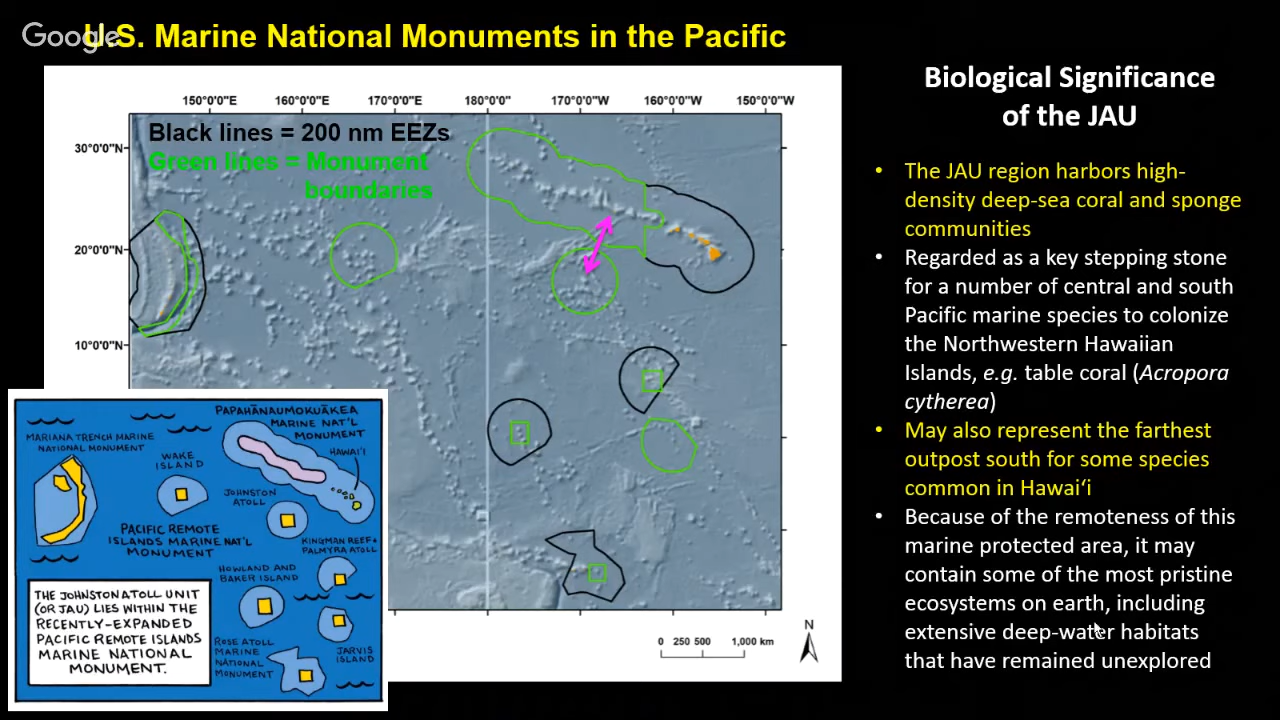 Google
U.S. Marine National Monuments in the Pacific
150°0'0"E 160°0'0"E 170°0'0"E 180°0'0" 170°0'0"W 160°0'0"W 150°0'0"W
Black lines = 200 nm EEZs
Green lines = Monument
boundaries
30°0'0"N
20°0'0"N
10°0'0"N
0 250 500 1,000 km
N
PAPAHĀNAUMOKUĀKEA
MARINE NAT'L
MONUMENT
MARIANA TRENCH MARINE
NATIONAL MONUMENT
WAKE
ISLAND
HAWAI'I
JOHNSTON
ATOLL
PACIFIC REMOTE
ISLANDS MARINE NAT'L
MONUMENT
KINGMAN REEF &
PALMYRA ATOLL
HOWLAND AND
BAKER ISLAND
THE JOHNSTON ATOLL UNIT
(OR JAU) LIES WITHIN THE
RECENTLY-EXPANDED
PACIFIC REMOTE ISLANDS
MARINE NATIONAL
MONUMENT.
ROSE ATOLL
MARINE
NATIONAL
MONUMENT
JARVIS
ISLAND
Biological Significance
of the JAU
• The JAU region harbors high-
density deep-sea coral and sponge
communities
• Regarded as a key stepping stone
for a number of central and south
Pacific marine species to colonize
the Northwestern Hawaiian
Islands, e.g. table coral (Acropora
cytherea)
• May also represent the farthest
outpost south for some species
common in Hawaiʻi
• Because of the remoteness of this
marine protected area, it may
contain some of the most pristine
ecosystems on earth, including
extensive deep-water habitats
that have remained unexplored